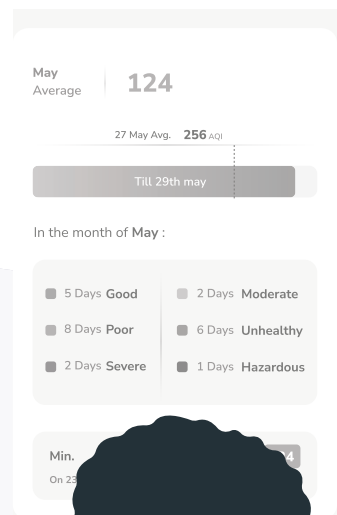 May
Average
124
27 May Avg. 256 AQI
Till 29th may
In the month of May :
5 Days Good
2 Days Moderate
8 Days Poor
6 Days Unhealthy
2 Days Severe
1 Days Hazardous
Min.
On